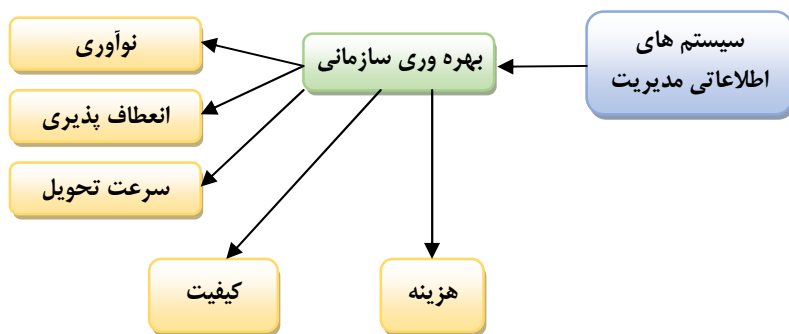 سیستم های
اطلاعاتی مدیریت
بهره وری سازمانی
نوآوری
انعطاف پذیری
سرعت تحویل
کیفیت
هزینه